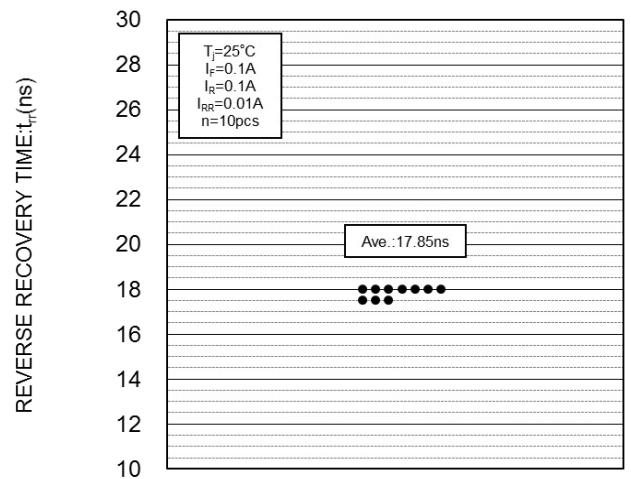 REVERSE RECOVERY TIME:trr(ns)
30
28
26
24
22
20
18
16
14
12
10
Tj=25°C
IF=0.1A
IR=0.1A
IRR=0.01A
n=10pcs
Ave.:17.85ns